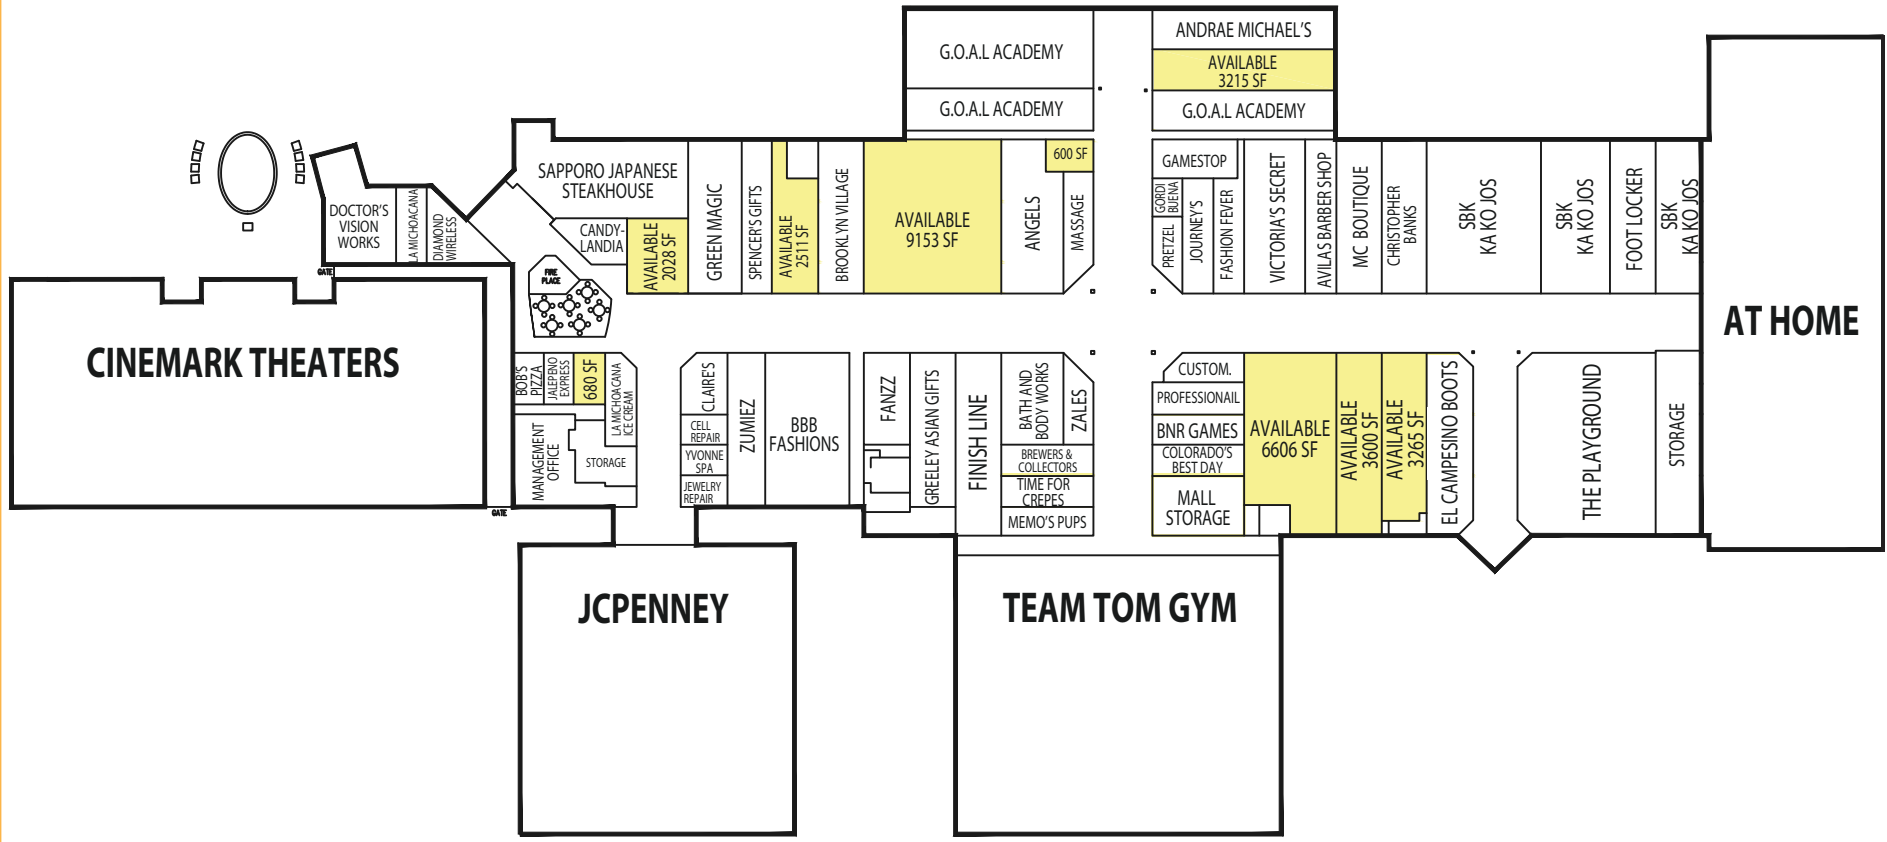 G.O.A.L ACADEMY
G.O.A.L ACADEMY
ANDRAE MICHAEL'S
AVAILABLE
3215 SF
G.O.A.L ACADEMY
DOCTOR'S
VISION
WORKS
LA MICHOACANA
DIAMOND
WIRELESS
SAPPORO JAPANESE
STEAKHOUSE
CANDY-
LANDIA
AVAILABLE
2028 SF
GREEN MAGIC
SPENCER'S GIFTS
AVAILABLE
2511 SF
BROOKLYN VILLAGE
AVAILABLE
9153 SF
ANGELS
600 SF
MASSAGE
GAMESTOP
GORDI
BUENA
PRETZEL
JOURNEY'S
FASHION FEVER
VICTORIA'S SECRET
AVILAS BARBER SHOP
MC BOUTIQUE
CHRISTOPHER
BANKS
SBK
KA KO JOS
SBK
KA KO JOS
FOOT LOCKER
SBK
KA KO JOS
AT HOME
GATE
FIRE
PLACE
CINEMARK THEATERS
GATE
BOB'S
PIZZA
JALEPENO
EXPRESS
680 SF
LA MICHOACANA
ICE CREAM
MANAGEMENT
OFFICE
STORAGE
CLAIRE'S
CELL
REPAIR
YVONNE
SPA
JEWELRY
REPAIR
ZUMIEZ
BBB
FASHIONS
FANZZ
GREELEY ASIAN GIFTS
FINISH LINE
BATH AND
BODY WORKS
ZALES
BREWERS &
COLLECTORS
TIME FOR
CREPES
MEMO'S PUPS
CUSTOM.
PROFESSIONAIL
BNR GAMES
COLORADO'S
BEST DAY
MALL
STORAGE
AVAILABLE
6606 SF
AVAILABLE
3600 SF
AVAILABLE
3265 SF
EL CAMPESINO BOOTS
THE PLAYGROUND
STORAGE
JCPENNEY
TEAM TOM GYM